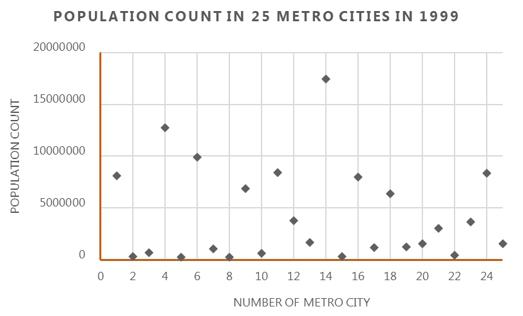 POPULATION COUNT IN 25 METRO CITIES IN 1999
20000000
15000000
10000000
5000000
0
POPULATION COUNT
0 2 4 6 8 10 12 14 16 18 20 22 24
NUMBER OF METRO CITY